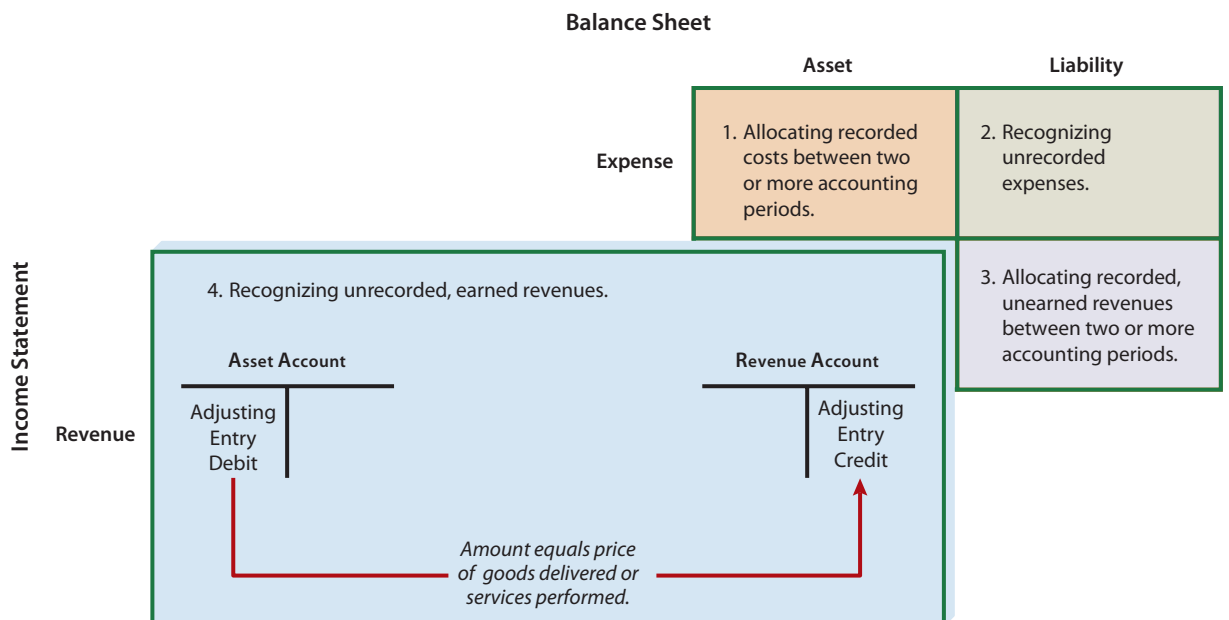 Balance Sheet
Asset
Liability
Expense
1. Allocating recorded
costs between two
or more accounting
periods.
2. Recognizing
unrecorded
expenses.
Income Statement
Revenue
4. Recognizing unrecorded, earned revenues.
Asset Account
Adjusting
Entry
Debit
Revenue Account
Adjusting
Entry
Credit
Amount equals price
of goods delivered or
services performed.
3. Allocating recorded,
unearned revenues
between two or more
accounting periods.